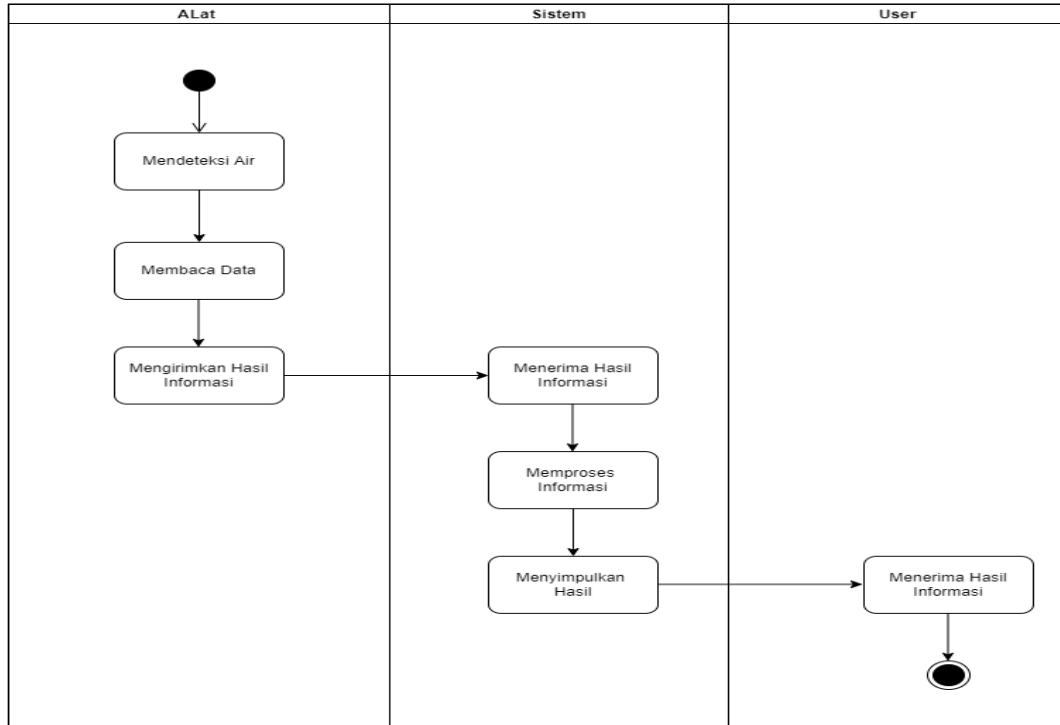 ALat
Sistem
User
Mendeteksi Air
Membaca Data
Mengirimkan Hasil
Informasi
Menerima Hasil
Informasi
Memproses
Informasi
Menyimpulkan
Hasil
Menerima Hasil
Informasi